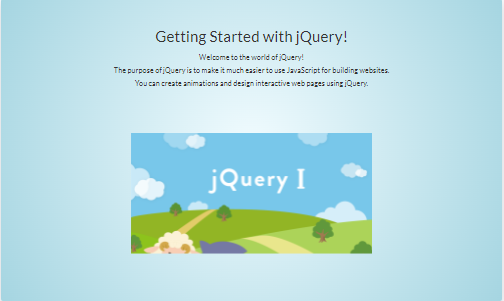 Getting Started with jQuery!
Welcome to the world of jQuery!
The purpose of jQuery is to make it much easier to use JavaScript for building websites.
You can create animations and design interactive web pages using jQuery.
jQuery I